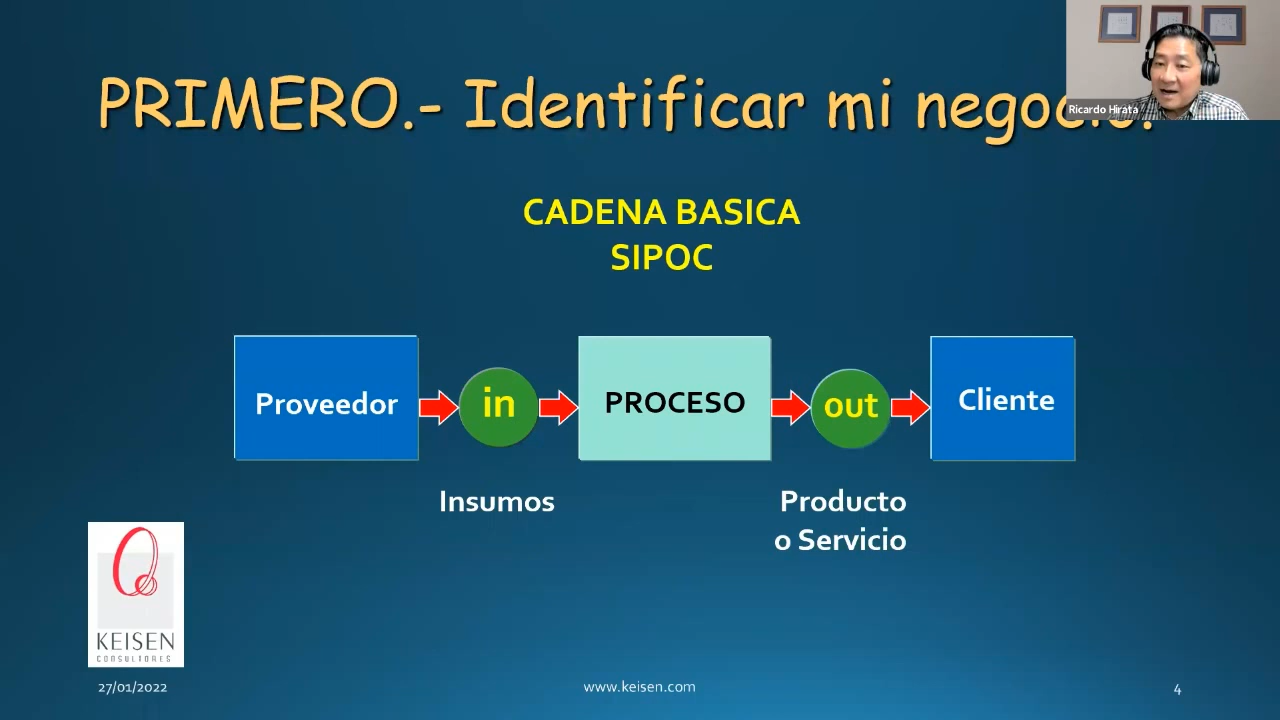 PRIMERO.- Identificar mi negocio.
Ricardo Hirata
CADENA BASICA
SIPOC
Proveedor
in
PROCESO
out
Cliente
Insumos
Producto
o Servicio
KEISEN
CONSULTORES
27/01/2022
www.keisen.com
4